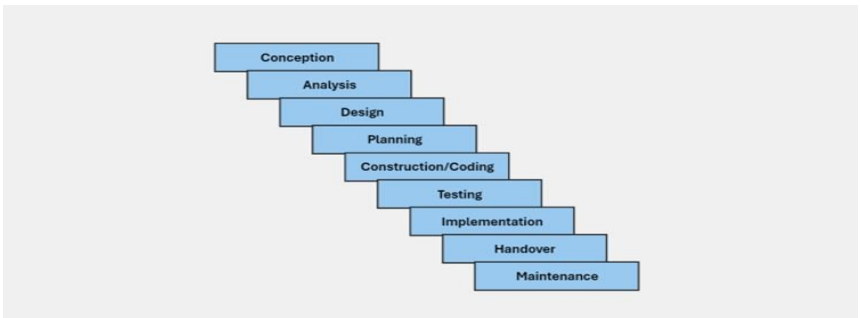 Conception
Analysis
Design
Planning
Construction/Coding
Testing
Implementation
Handover
Maintenance